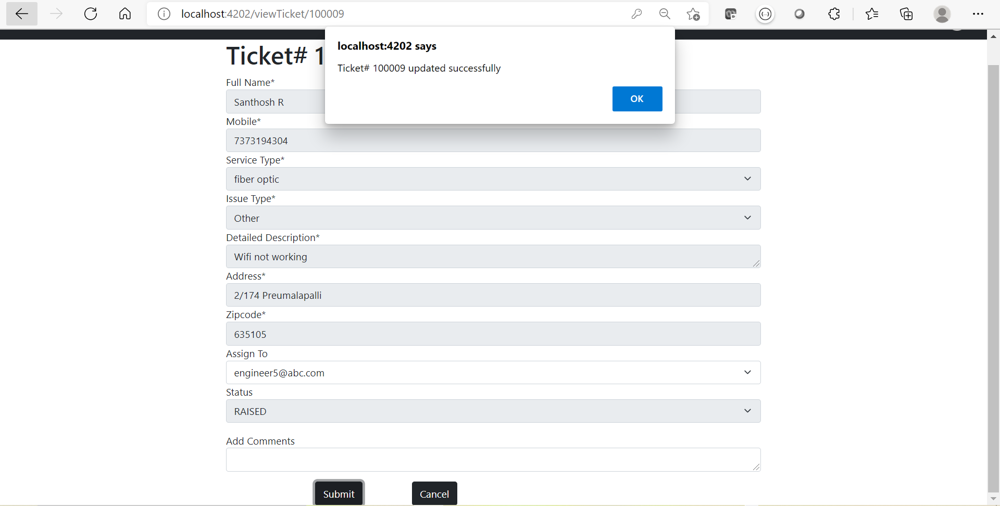 localhost:4202/viewTicket/100009
localhost:4202 says
Ticket# 100009 updated successfully
OK
Ticket# 1
Full Name*
Santhosh R
Mobile*
7373194304
Service Type*
fiber optic
Issue Type*
Other
Detailed Description*
Wifi not working
Address*
2/174 Preumalapalli
Zipcode*
635105
Assign To
engineer5@abc.com
Status
RAISED
Add Comments
Submit Cancel